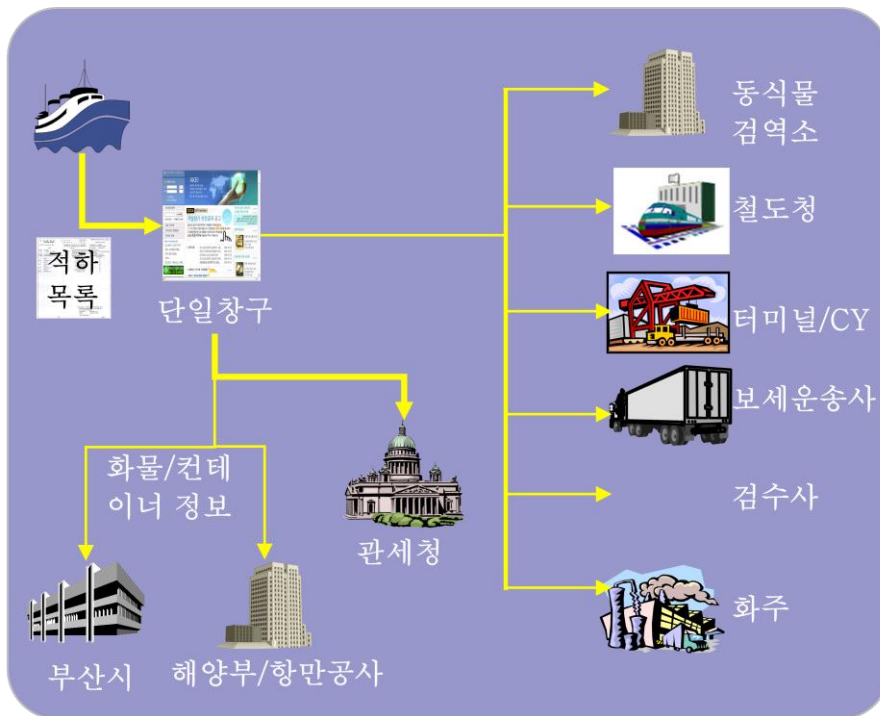 동식물
검역소
철도청
적하
목록
단일창구
터미널/CY
보세운송사
화물/컨테
이너 정보
검수사
관세청
화주
부산시
해양부/항만공사